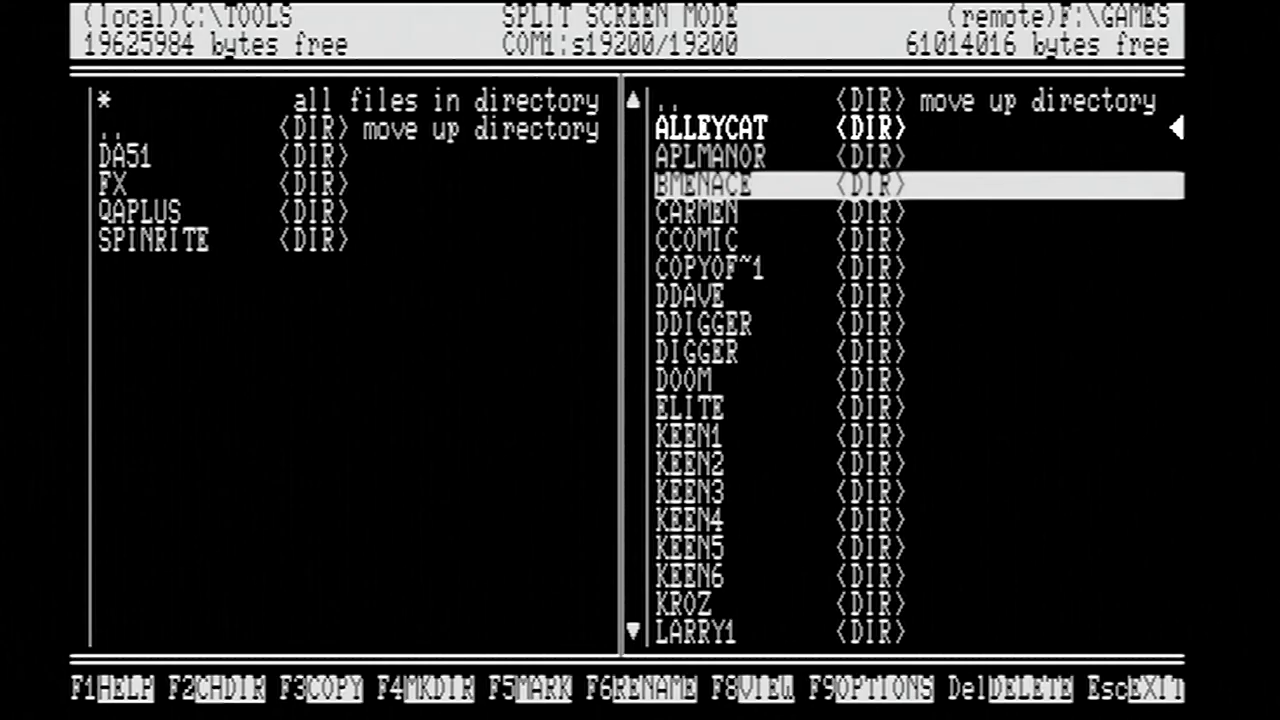 (local)C:\TOOLS SPLIT SCREEN MODE (remote)F:\GAMES
19625984 bytes free COM1:s19200/19200 61014016 bytes free
* all files in directory
.. <DIR> move up directory
DA51 <DIR>
FX <DIR>
QAPLUS <DIR>
SPINRITE <DIR>
.. <DIR> move up directory
ALLEYCAT <DIR>
APLMANOR <DIR>
BMENACE <DIR>
CARMEN <DIR>
CCOMIC <DIR>
COPYOF~1 <DIR>
DDAVE <DIR>
DDIGGER <DIR>
DIGGER <DIR>
DOOM <DIR>
ELITE <DIR>
KEEN1 <DIR>
KEEN2 <DIR>
KEEN3 <DIR>
KEEN4 <DIR>
KEEN5 <DIR>
KEEN6 <DIR>
KROZ <DIR>
LARRY1 <DIR>
F1HELP F2CHDIR F3COPY F4MKDIR F5MARK F6RENAME F8VIEW F9OPTIONS DelDELETE EscEXIT